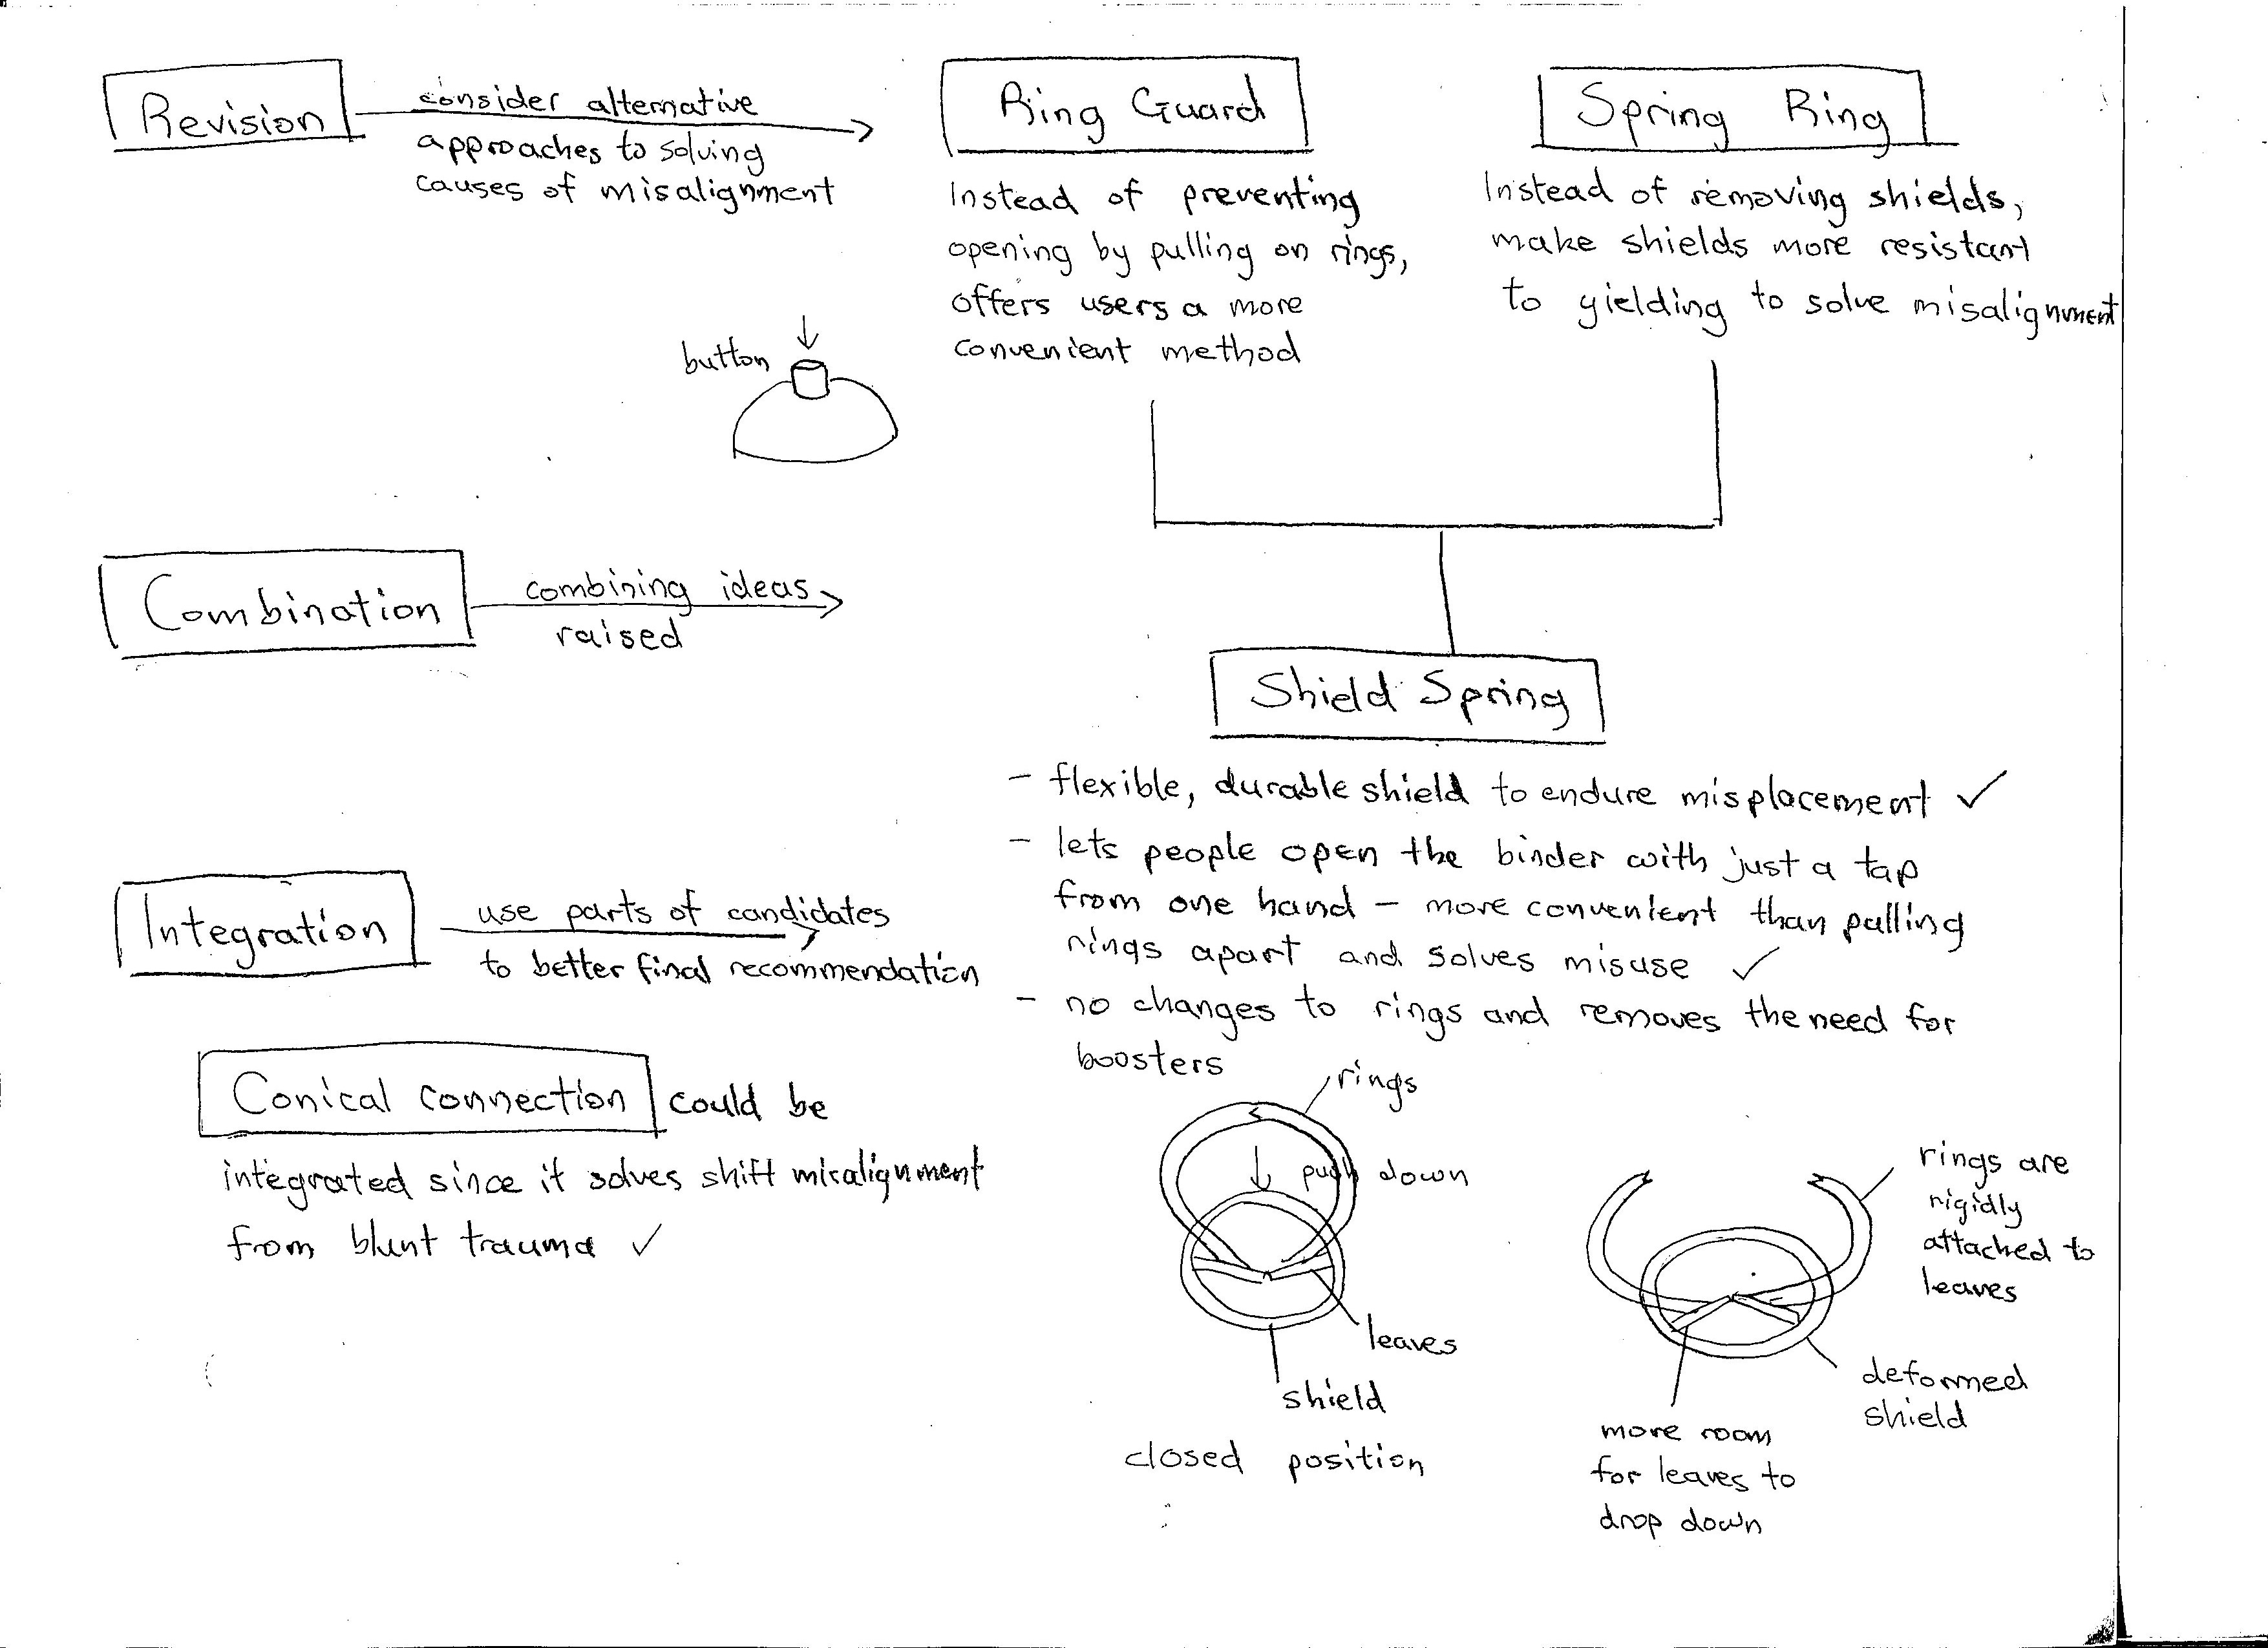 Revision
consider alternative
approaches to solving
causes of misalignment
Ring Guard
Instead of preventing
opening by pulling on rings,
offers users a more
convenient method
Spring Ring
Instead of removing shields,
make shields more resistant
to yielding to solve misalignment
button
Combination
combining ideas
raised
Shield Spring
- flexible, durable shield to endure misplacement ✓
- lets people open the binder with just a tap
from one hand - more convenient than pulling
rings apart and solves misuse ✓
- no changes to rings and removes the need for
boosters
Integration
use parts of candidates
to better final recommendation
Conical connection could be
integrated since it solves shift misalignment
from blunt trauma ✓
rings
push down
leaves
shield
closed position
rings are
rigidly
attached to
leaves
deformed
shield
more room
for leaves to
drop down